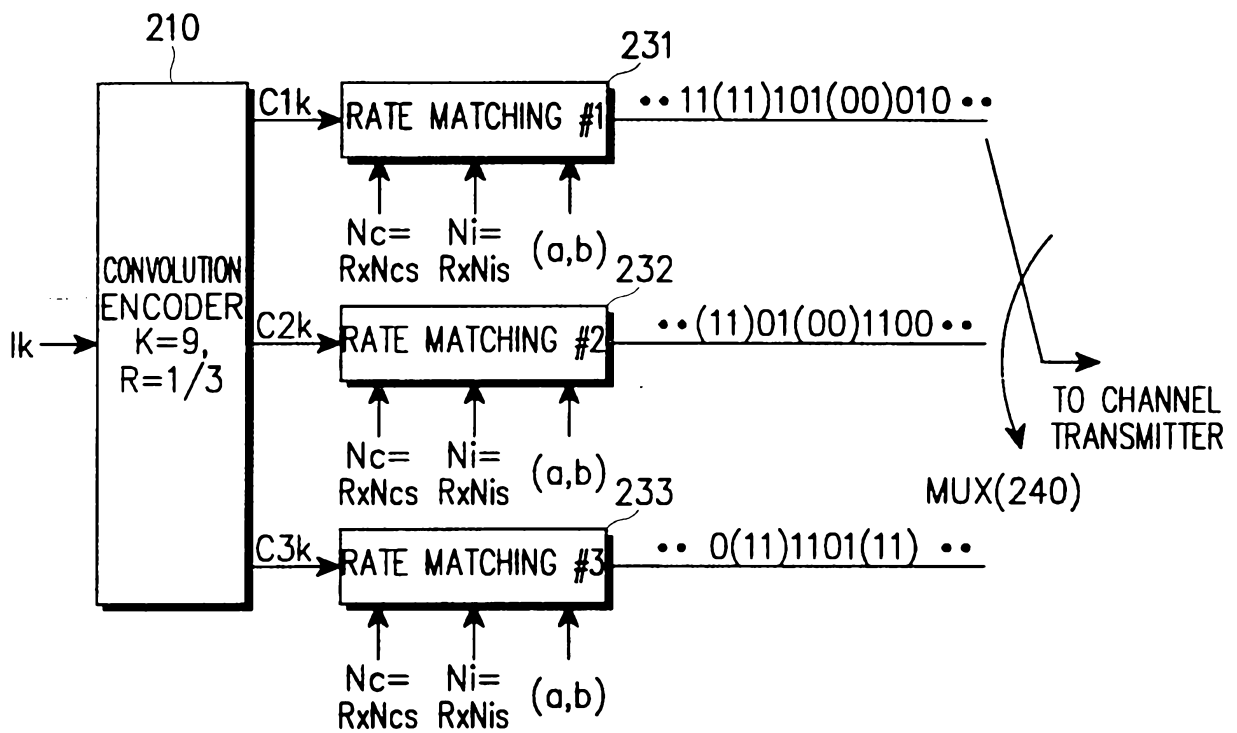 210
231
C1k
RATE MATCHING #1
•• 11(11)101(00)010 ••
Nc=
RxNcs
Ni=
RxNis
(a,b)
232
CONVOLUTION
ENCODER
K=9,
R=1/3
Ik
C2k
RATE MATCHING #2
•• (11)01(00)1100 ••
TO CHANNEL
TRANSMITTER
Nc=
RxNcs
Ni=
RxNis
(a,b)
233
MUX(240)
C3k
RATE MATCHING #3
•• 0(11)1101(11) ••
Nc=
RxNcs
Ni=
RxNis
(a,b)